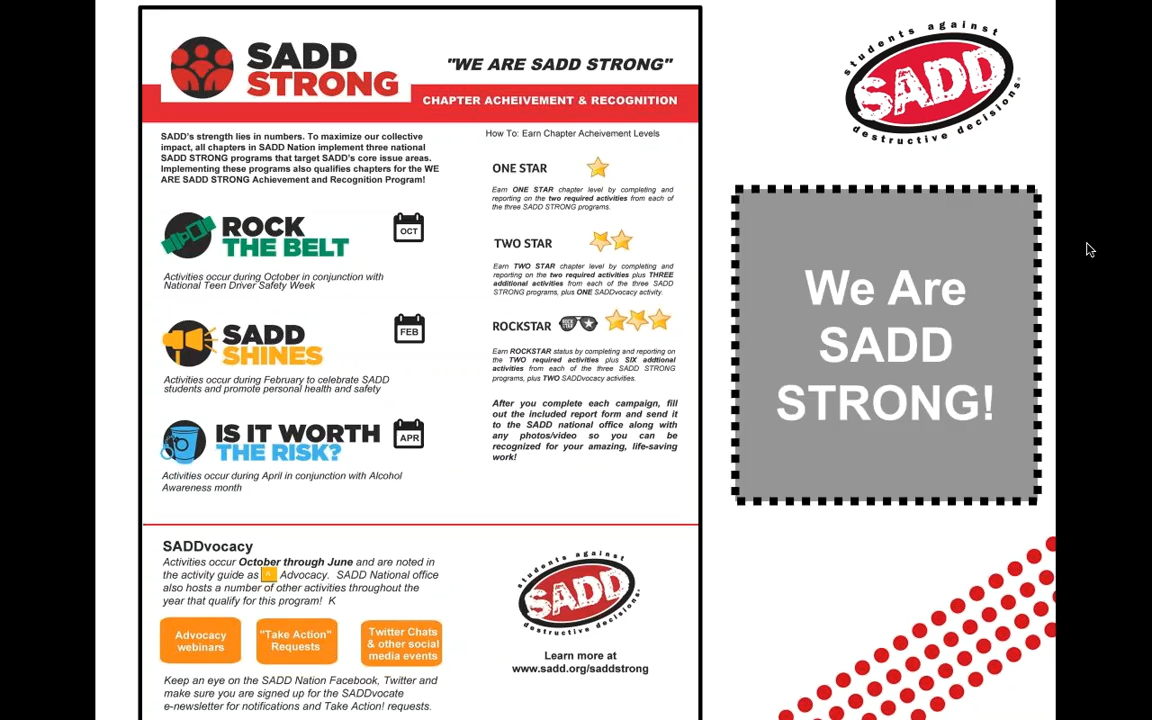 SADD
STRONG
"WE ARE SADD STRONG"
CHAPTER ACHEIVEMENT & RECOGNITION
SADD's strength lies in numbers. To maximize our collective
impact, all chapters in SADD Nation implement three national
SADD STRONG programs that target SADD's core issue areas.
Implementing these programs also qualifies chapters for the WE
ARE SADD STRONG Achievement and Recognition Program!
ROCK
THE BELT
OCT
Activities occur during October in conjunction with
National Teen Driver Safety Week
SADD
SHINES
FEB
Activities occur during February to celebrate SADD
students and promote personal health and safety
IS IT WORTH
THE RISK?
APR
Activities occur during April in conjunction with Alcohol
Awareness month
How To: Earn Chapter Acheivement Levels
ONE STAR
Earn ONE STAR chapter level by completing and
reporting on the two required activities from each of
the three SADD STRONG programs.
TWO STAR
Earn TWO STAR chapter level by completing and
reporting on the two required activities plus THREE
additional activities from each of the three SADD
STRONG programs, plus ONE SADDvocacy activity.
ROCKSTAR
Earn ROCKSTAR status by completing and reporting on
the TWO required activities plus SIX addtional
activities from each of the three SADD STRONG
programs, plus TWO SADDvocacy activities.
After you complete each campaign, fill
out the included report form and send it
to the SADD national office along with
any photos/video so you can be
recognized for your amazing, life-saving
work!
SADDvocacy
Activities occur October through June and are noted in
the activity guide as Advocacy. SADD National office
also hosts a number of other activities throughout the
year that qualify for this program! K
Advocacy
webinars
"Take Action"
Requests
Twitter Chats
& other social
media events
Keep an eye on the SADD Nation Facebook, Twitter and
make sure you are signed up for the SADDvocate
e-newsletter for notifications and Take Action! requests.
students against
SADD
destructive decisions
Learn more at
www.sadd.org/saddstrong
students against
SADD
destructive decisions
We Are
SADD
STRONG!